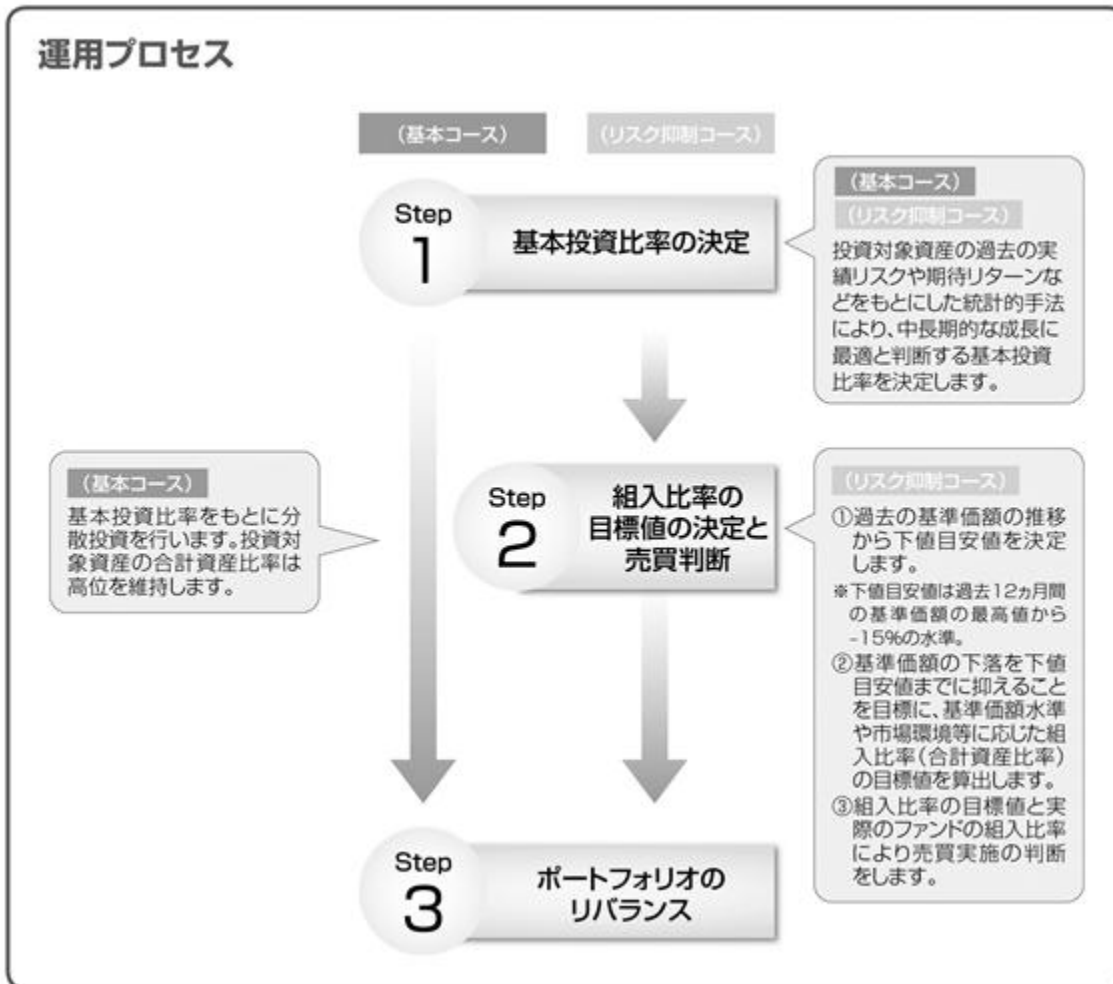 運用プロセス
（基本コース）
（リスク抑制コース）
Step
1
基本投資比率の決定
（基本コース）
（リスク抑制コース）
投資対象資産の過去の実
績リスクや期待リターンな
どをもとにした統計的手法
により、中長期的な成長に
最適と判断する基本投資
比率を決定します。
（基本コース）
基本投資比率をもとに分
散投資を行います。投資対
象資産の合計資産比率は
高位を維持します。
Step
2
組入比率の
目標値の決定と
売買判断
（リスク抑制コース）
①過去の基準価額の推移
から下値目安値を決定
します。
※下値目安値は過去12ヵ月間
の基準価額の最高値から
-15%の水準。
②基準価額の下落を下値
目安値までに抑えること
を目標に、基準価額水準
や市場環境等に応じた組
入比率（合計資産比率）
の目標値を算出します。
③組入比率の目標値と実
際のファンドの組入比率
により売買実施の判断
をします。
Step
3
ポートフォリオの
リバランス